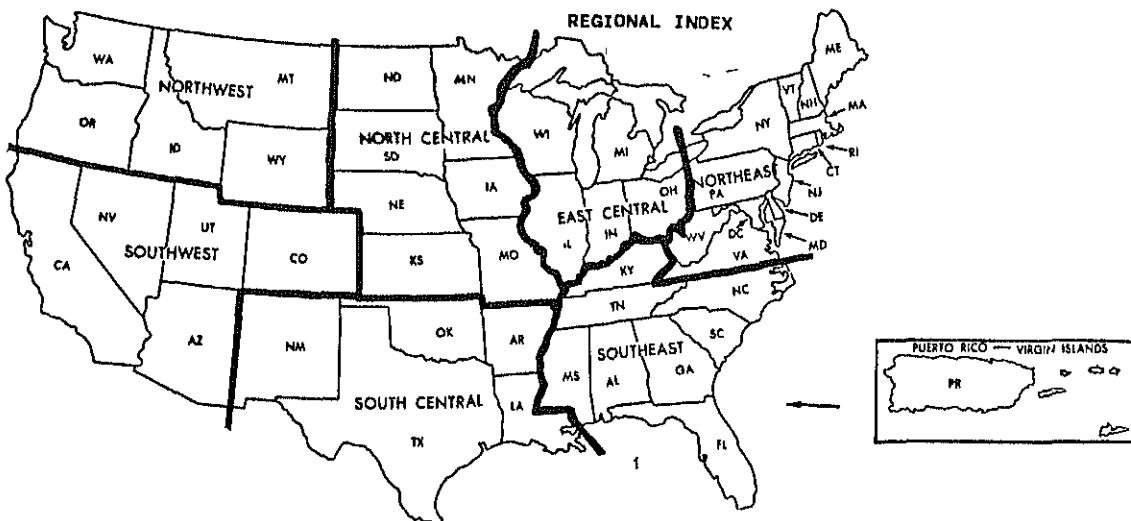 REGIONAL INDEX
WA
MT
ND
MN
ME
NORTHWEST
VT
NH
MA
OR
NORTH CENTRAL
WI
NY
ID
SD
MI
RI
WY
CT
NORTHEAST
IA
OH
PA
NJ
NE
EAST CENTRAL
NV
UT
IL
IN
WV
DC
DE
SOUTHWEST
MD
CA
CO
KS
MO
KY
VA
NC
TN
AZ
NM
OK
AR
SC
SOUTHEAST
PUERTO RICO — VIRGIN ISLANDS
MS
AL
GA
PR
SOUTH CENTRAL
LA
TX
FL